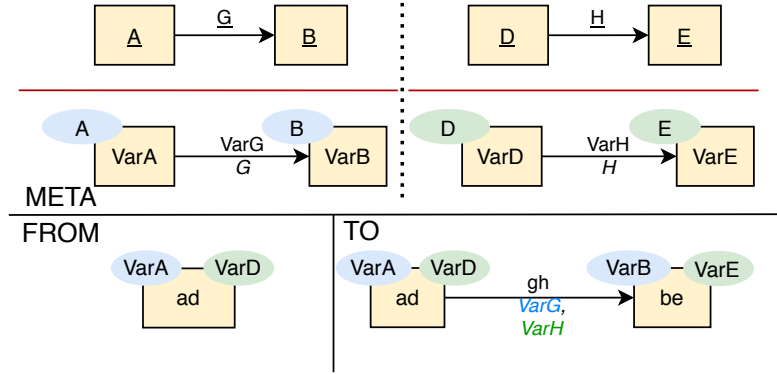 G
H
A
B
D
E
A
B
D
E
VarG
VarH
VarA
VarB
VarD
VarE
G
H
META
FROM
TO
VarA
VarD
VarA
VarD
VarB
VarE
gh
ad
ad
be
VarG,
VarH